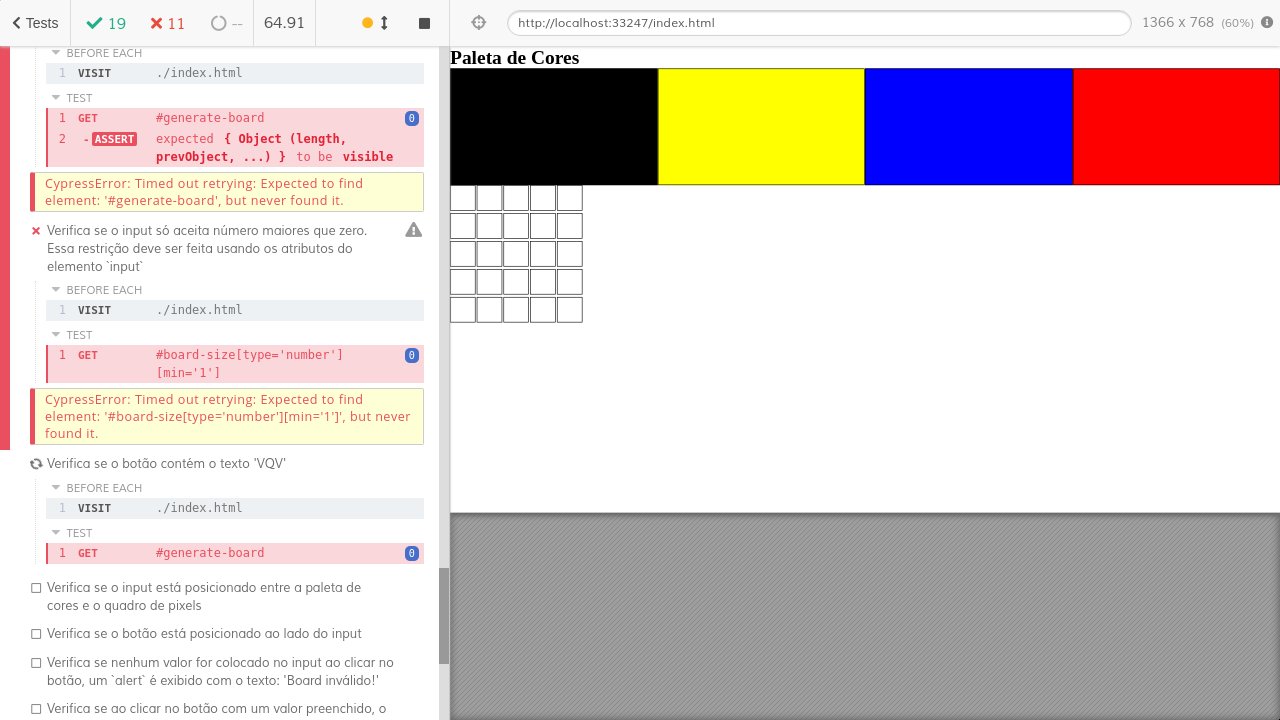 Tests 19 11 -- 64.91 http://localhost:33247/index.html 1366 x 768 (60%)
BEFORE EACH
1 VISIT ./index.html
TEST
1 GET #generate-board 0
2 - ASSERT expected { Object (length,
prevObject, ...) } to be visible
CypressError: Timed out retrying: Expected to find
element: '#generate-board', but never found it.
Verifica se o input só aceita número maiores que zero.
Essa restrição deve ser feita usando os atributos do
elemento `input`
BEFORE EACH
1 VISIT ./index.html
TEST
1 GET #board-size[type='number'] 0
[min='1']
CypressError: Timed out retrying: Expected to find
element: '#board-size[type='number'][min='1']', but never
found it.
Verifica se o botão contém o texto 'VQV'
BEFORE EACH
1 VISIT ./index.html
TEST
1 GET #generate-board 0
Verifica se o input está posicionado entre a paleta de
cores e o quadro de pixels
Verifica se o botão está posicionado ao lado do input
Verifica se nenhum valor for colocado no input ao clicar no
botão, um `alert` é exibido com o texto: 'Board inválido!'
Verifica se ao clicar no botão com um valor preenchido, o
Paleta de Cores